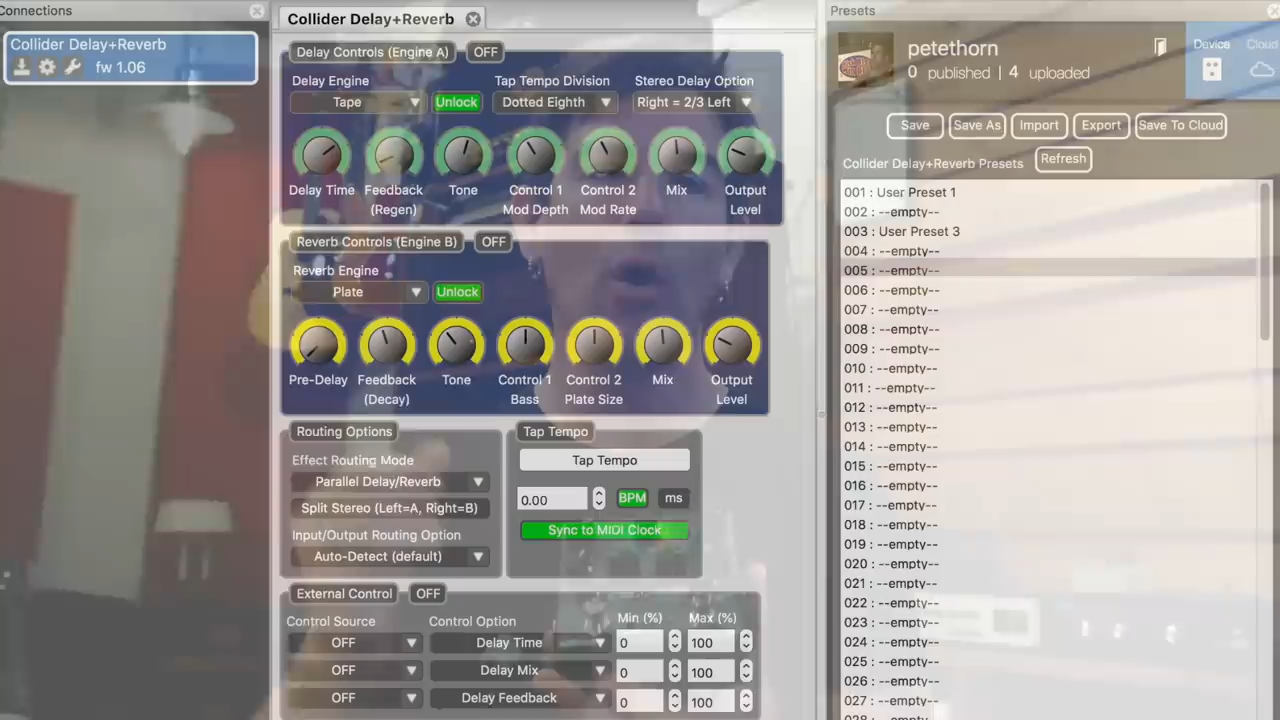 Connections
Collider Delay+Reverb
fw 1.06
Collider Delay+Reverb
Delay Controls (Engine A) OFF
Delay Engine Tap Tempo Division Stereo Delay Option
Tape Unlock Dotted Eighth Right = 2/3 Left
Delay Time Feedback Tone Control 1 Control 2 Mix Output
(Regen) Mod Depth Mod Rate Level
Reverb Controls (Engine B) OFF
Reverb Engine
Plate Unlock
Pre-Delay Feedback Tone Control 1 Control 2 Mix Output
(Decay) Bass Plate Size Level
Routing Options
Effect Routing Mode
Parallel Delay/Reverb
Split Stereo (Left=A, Right=B)
Input/Output Routing Option
Auto-Detect (default)
Tap Tempo
Tap Tempo
0.00 BPM ms
Sync to MIDI Clock
External Control OFF
Control Source Control Option Min (%) Max (%)
OFF Delay Time 0 100
OFF Delay Mix 0 100
OFF Delay Feedback 0 100
Presets
petethorn
0 published | 4 uploaded
Device Cloud
Save Save As Import Export Save To Cloud
Collider Delay+Reverb Presets Refresh
001 : User Preset 1
002 : --empty--
003 : User Preset 3
004 : --empty--
005 : --empty--
006 : --empty--
007 : --empty--
008 : --empty--
009 : --empty--
010 : --empty--
011 : --empty--
012 : --empty--
013 : --empty--
014 : --empty--
015 : --empty--
016 : --empty--
017 : --empty--
018 : --empty--
019 : --empty--
020 : --empty--
021 : --empty--
022 : --empty--
023 : --empty--
024 : --empty--
025 : --empty--
026 : --empty--
027 : --empty--
028 : --empty--